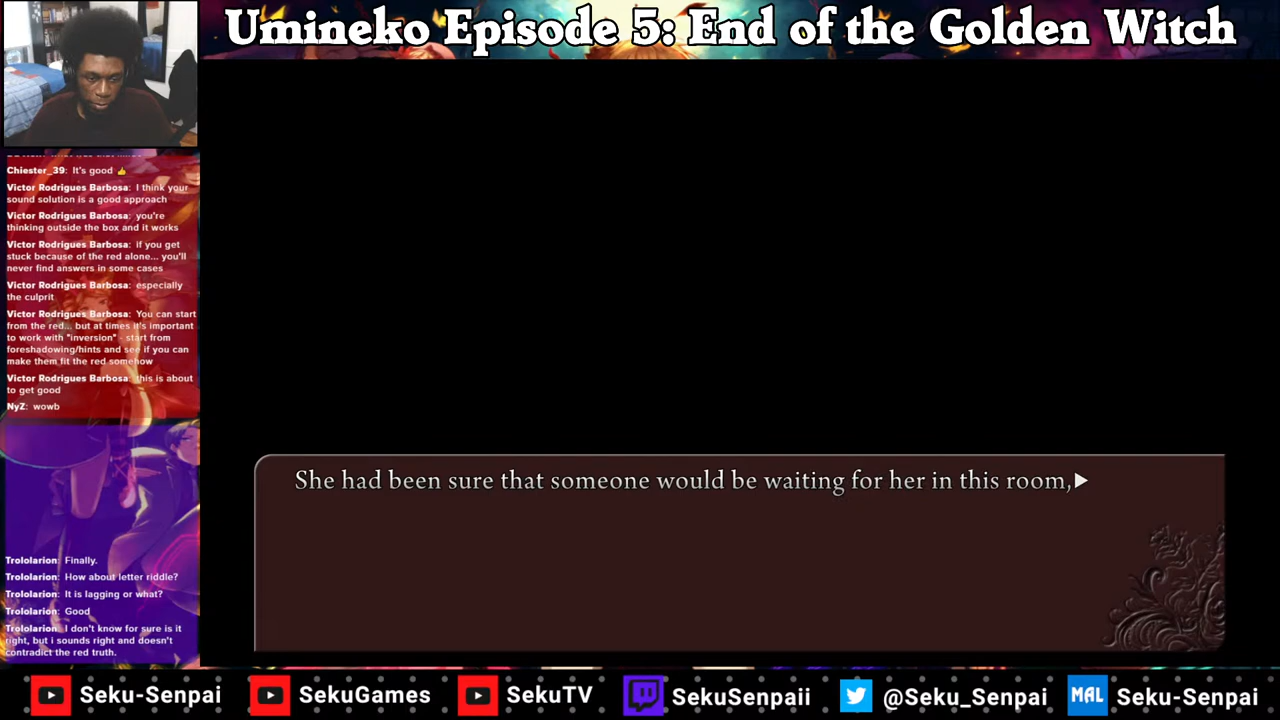 Umineko Episode 5: End of the Golden Witch
Chiester_39: It's good 👍
Victor Rodrigues Barbosa: I think your
sound solution is a good approach
Victor Rodrigues Barbosa: you're
thinking outside the box and it works
Victor Rodrigues Barbosa: if you get
stuck because of the red alone... you'll
never find answers in some cases
Victor Rodrigues Barbosa: especially
the culprit
Victor Rodrigues Barbosa: You can start
from the red... but at times it's important
to work with "inversion" - start from
foreshadowing/hints and see if you can
make them fit the red somehow
Victor Rodrigues Barbosa: this is about
to get good
NyZ: wowb
She had been sure that someone would be waiting for her in this room,
Trololarion: Finally.
Trololarion: How about letter riddle?
Trololarion: It is lagging or what?
Trololarion: Good
Trololarion: I don't know for sure is it
right, but i sounds right and doesn't
contradict the red truth.
Seku-Senpai
SekuGames
SekuTV
SekuSenpaii
@Seku_Senpai
MAL Seku-Senpai